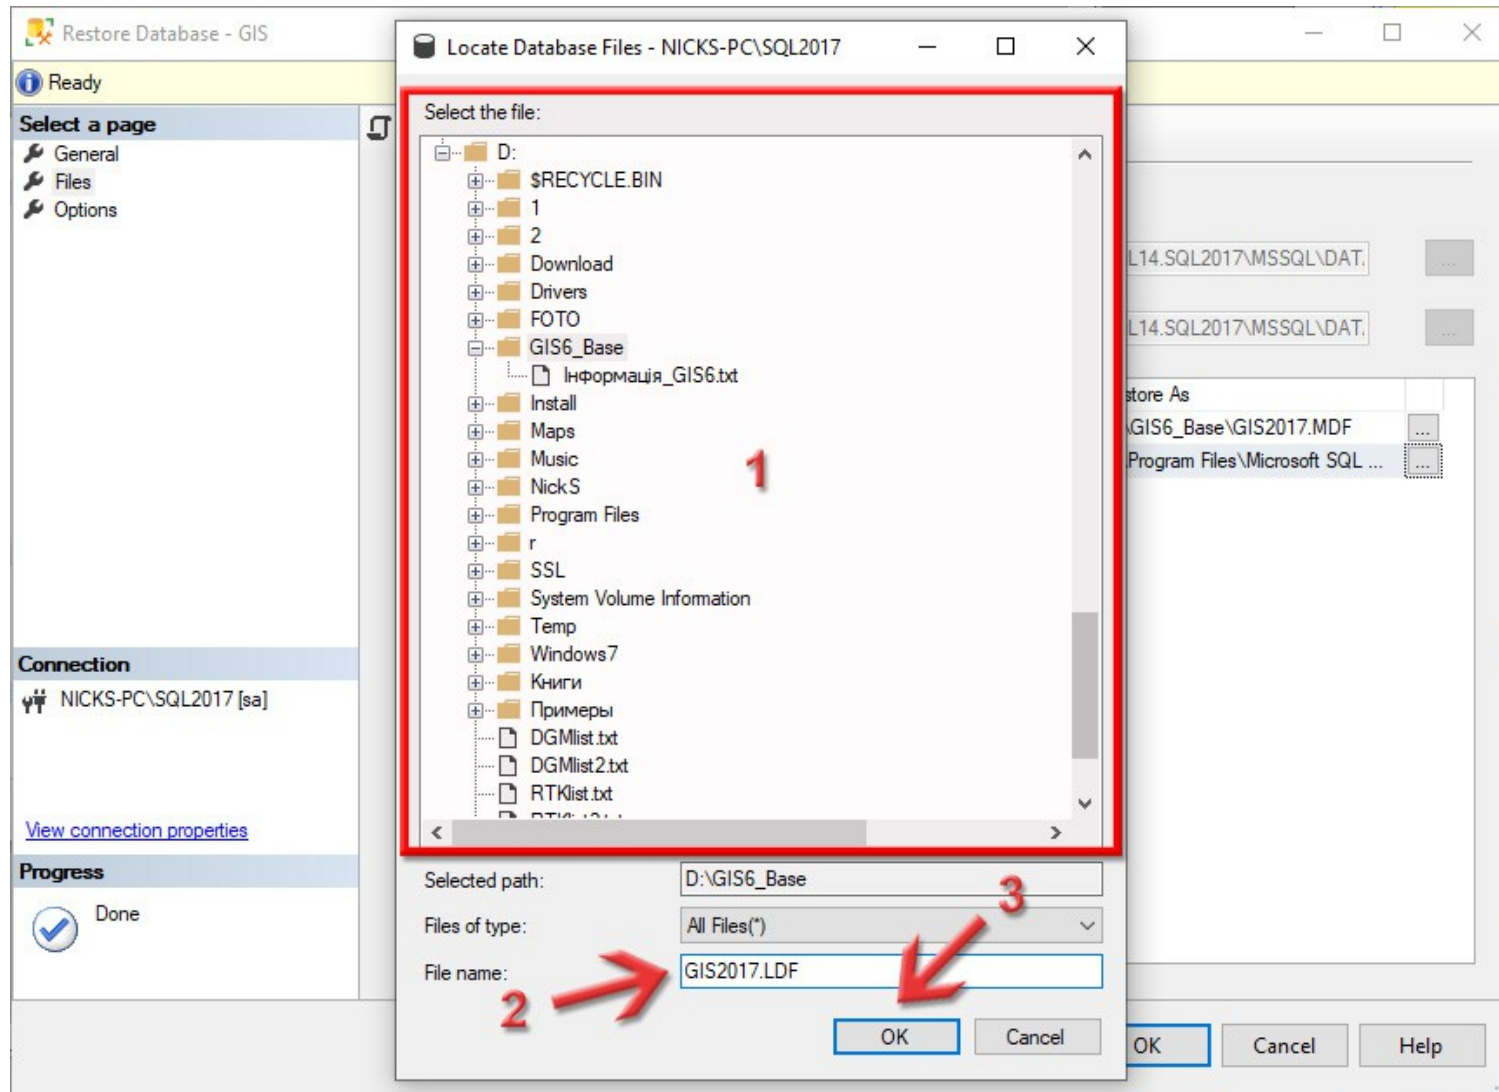 Restore Database - GIS
Ready
Select a page
General
Files
Options
Connection
NICKS-PC\SQL2017 [sa]
View connection properties
Progress
Done
Locate Database Files - NICKS-PC\SQL2017
Select the file:
D:
$RECYCLE.BIN
1
2
Download
Drivers
FOTO
GIS6_Base
Інформація_GIS6.txt
Install
Maps
Music
NickS
Program Files
r
SSL
System Volume Information
Temp
Windows7
Книги
Примеры
DGMlist.txt
DGMlist2.txt
RTKlist.txt
1
Selected path:
D:\GIS6_Base
3
Files of type:
All Files(*)
File name:
GIS2017.LDF
2
OK
Cancel
L14.SQL2017\MSSQL\DAT.
...
L14.SQL2017\MSSQL\DAT.
...
store As
\GIS6_Base\GIS2017.MDF
...
Program Files\Microsoft SQL ...
...
OK
Cancel
Help